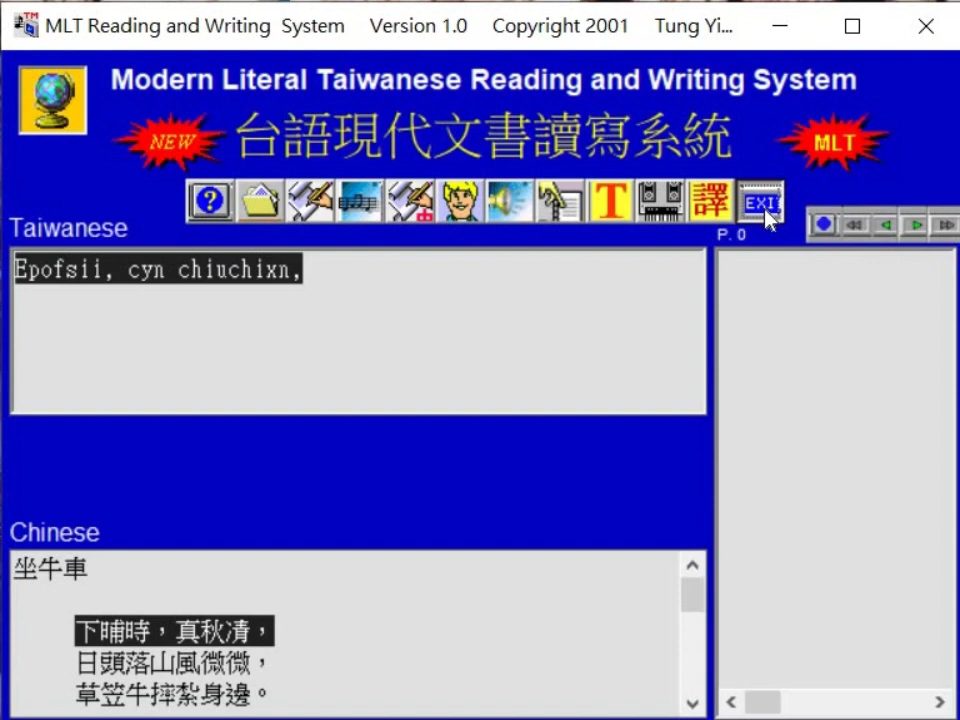 MLT Reading and Writing System Version 1.0 Copyright 2001 Tung Yi...
Modern Literal Taiwanese Reading and Writing System
NEW 台語現代文書讀寫系統 MLT
T 譯 EXIT
Taiwanese
P. 0
Epofsii, cyn chiuchixn,
Chinese
坐牛車
下晡時，真秋凊，
日頭落山風微微，
草笠牛捽紮身邊。